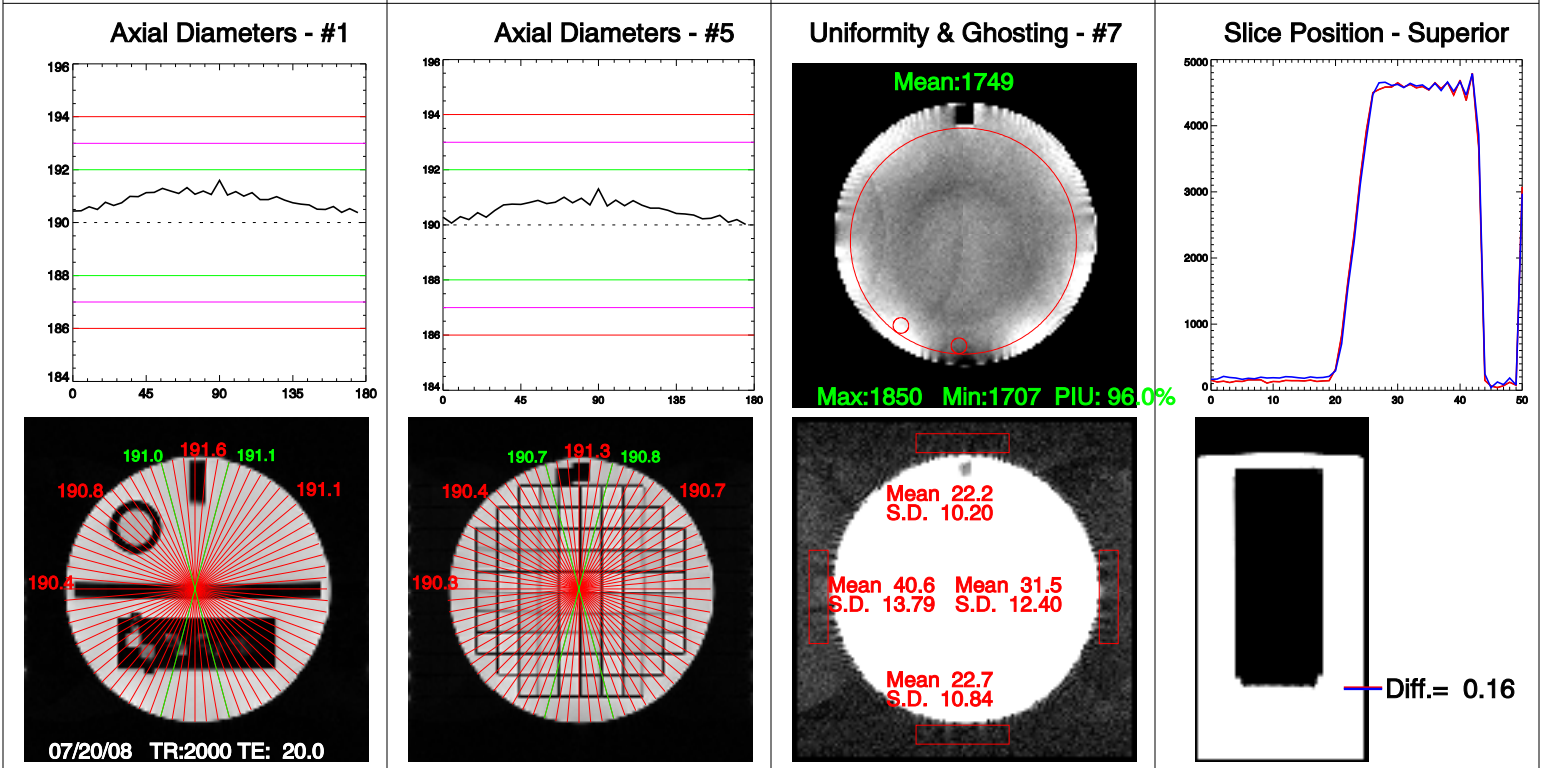 Axial Diameters - #1
196
194
192
190
188
186
184
0 45 90 135 180
191.0 191.6 191.1
190.8 191.1
190.4
07/20/08 TR:2000 TE: 20.0
Axial Diameters - #5
196
194
192
190
188
186
184
0 45 90 135 180
190.7 191.3 190.8
190.4 190.7
190.3
Uniformity & Ghosting - #7
Mean:1749
Max:1850 Min:1707 PIU: 96.0%
Mean 22.2
S.D. 10.20
Mean 40.6 Mean 31.5
S.D. 13.79 S.D. 12.40
Mean 22.7
S.D. 10.84
Slice Position - Superior
5000
4000
3000
2000
1000
0
0 10 20 30 40 50
Diff.= 0.16